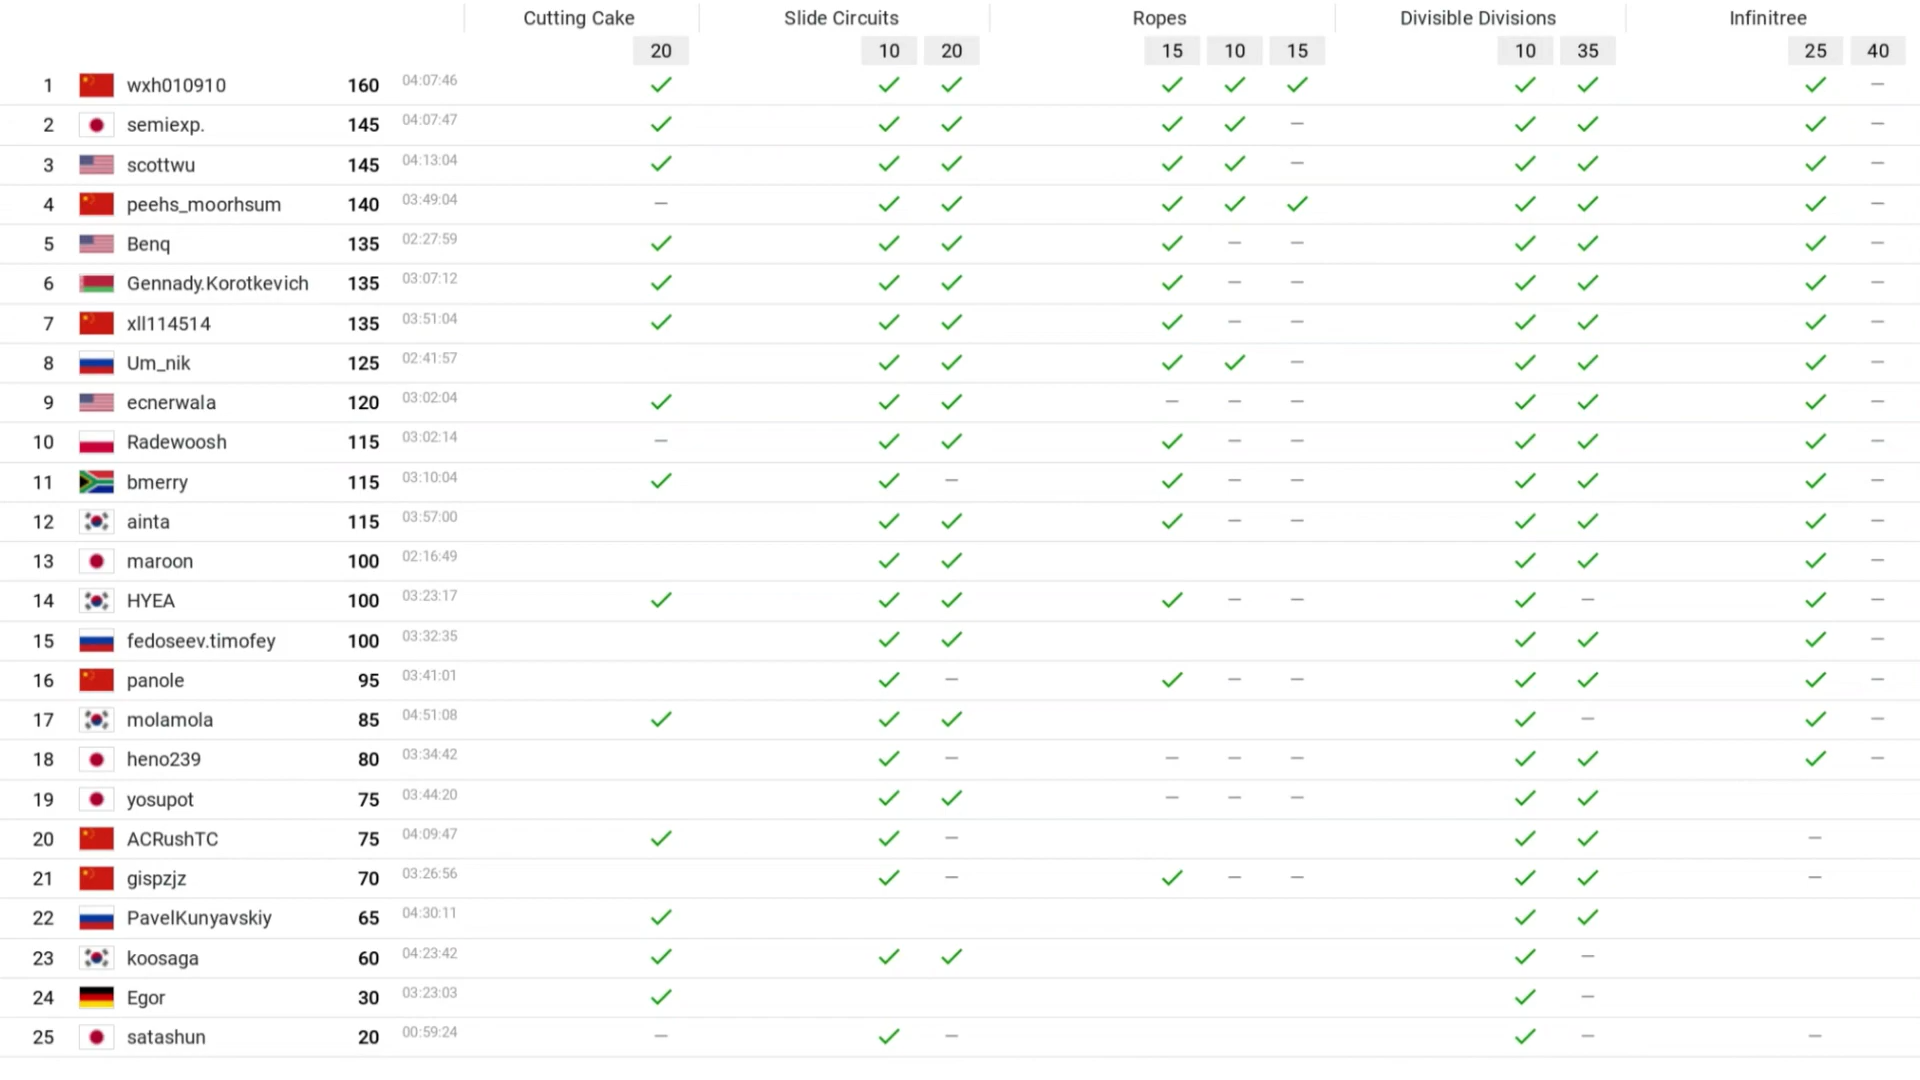 Cutting Cake Slide Circuits Ropes Divisible Divisions Infinitree
20 10 20 15 10 15 10 35 25 40
1 wxh010910 160 04:07:46 ✓ ✓ ✓ ✓ ✓ ✓ ✓ ✓ ✓ –
2 semiexp. 145 04:07:47 ✓ ✓ ✓ ✓ ✓ – ✓ ✓ ✓ –
3 scottwu 145 04:13:04 ✓ ✓ ✓ ✓ ✓ – ✓ ✓ ✓ –
4 peehs_moorhsum 140 03:49:04 – ✓ ✓ ✓ ✓ ✓ ✓ ✓ ✓ –
5 Benq 135 02:27:59 ✓ ✓ ✓ ✓ – – ✓ ✓ ✓ –
6 Gennady.Korotkevich 135 03:07:12 ✓ ✓ ✓ ✓ – – ✓ ✓ ✓ –
7 xll114514 135 03:51:04 ✓ ✓ ✓ ✓ – – ✓ ✓ ✓ –
8 Um_nik 125 02:41:57 ✓ ✓ ✓ ✓ – ✓ ✓ ✓ –
9 ecnerwala 120 03:02:04 ✓ ✓ ✓ – – – ✓ ✓ ✓ –
10 Radewoosh 115 03:02:14 – ✓ ✓ ✓ – – ✓ ✓ ✓ –
11 bmerry 115 03:10:04 ✓ ✓ – ✓ – – ✓ ✓ ✓ –
12 ainta 115 03:57:00 ✓ ✓ ✓ – – ✓ ✓ ✓ –
13 maroon 100 02:16:49 ✓ ✓ ✓ ✓ ✓ –
14 HYEA 100 03:23:17 ✓ ✓ ✓ ✓ – – ✓ – ✓ –
15 fedoseev.timofey 100 03:32:35 ✓ ✓ ✓ ✓ ✓ –
16 panole 95 03:41:01 ✓ – ✓ – – ✓ ✓ ✓ –
17 molamola 85 04:51:08 ✓ ✓ ✓ ✓ – ✓ –
18 heno239 80 03:34:42 ✓ – – – – ✓ ✓ ✓ –
19 yosupot 75 03:44:20 ✓ ✓ – – – ✓ ✓
20 ACRushTC 75 04:09:47 ✓ ✓ – ✓ ✓ –
21 gispzjz 70 03:26:56 ✓ – ✓ – – ✓ ✓ –
22 PavelKunyavskiy 65 04:30:11 ✓ ✓ ✓
23 koosaga 60 04:23:42 ✓ ✓ ✓ ✓ –
24 Egor 30 03:23:03 ✓ ✓ –
25 satashun 20 00:59:24 – ✓ – ✓ – –